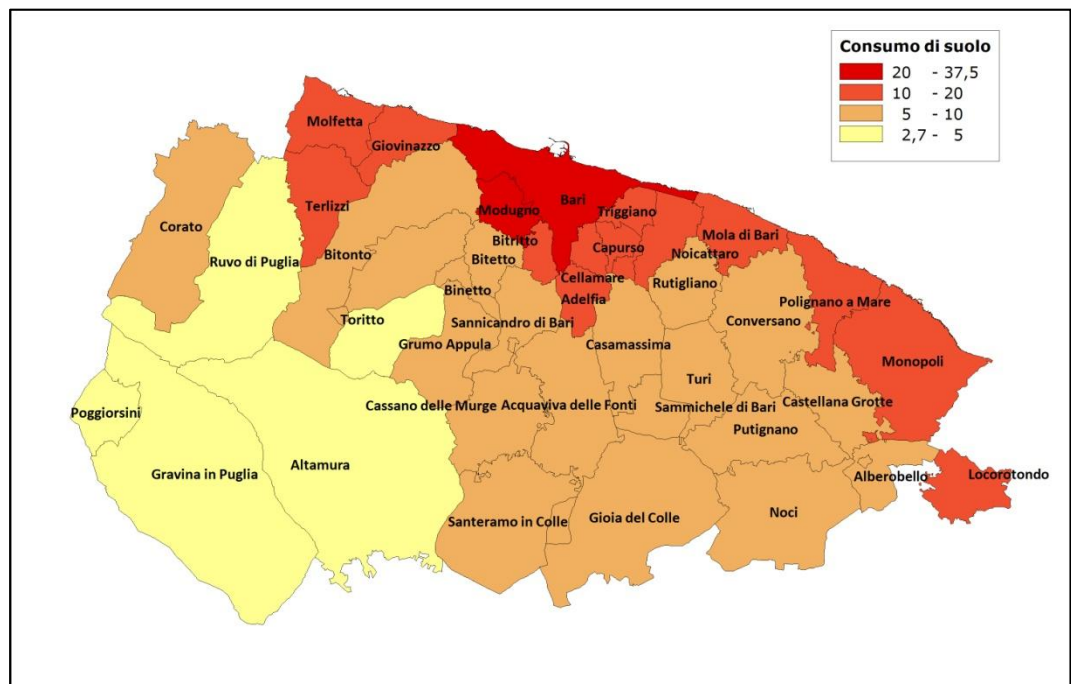 Consumo di suolo
20 - 37,5
10 - 20
5 - 10
2,7 - 5
Molfetta
Giovinazzo
Terlizzi
Corato
Ruvo di Puglia
Bitonto
Modugno
Bari
Triggiano
Bitritto
Capurso
Mola di Bari
Bitetto
Noicattaro
Cellamare
Rutigliano
Binetto
Adelfia
Polignano a Mare
Toritto
Sannicandro di Bari
Conversano
Grumo Appula
Casamassima
Monopoli
Turi
Poggiorsini
Cassano delle Murge
Acquaviva delle Fonti
Sammichele di Bari
Castellana Grotte
Putignano
Gravina in Puglia
Altamura
Alberobello
Locorotondo
Santeramo in Colle
Gioia del Colle
Noci